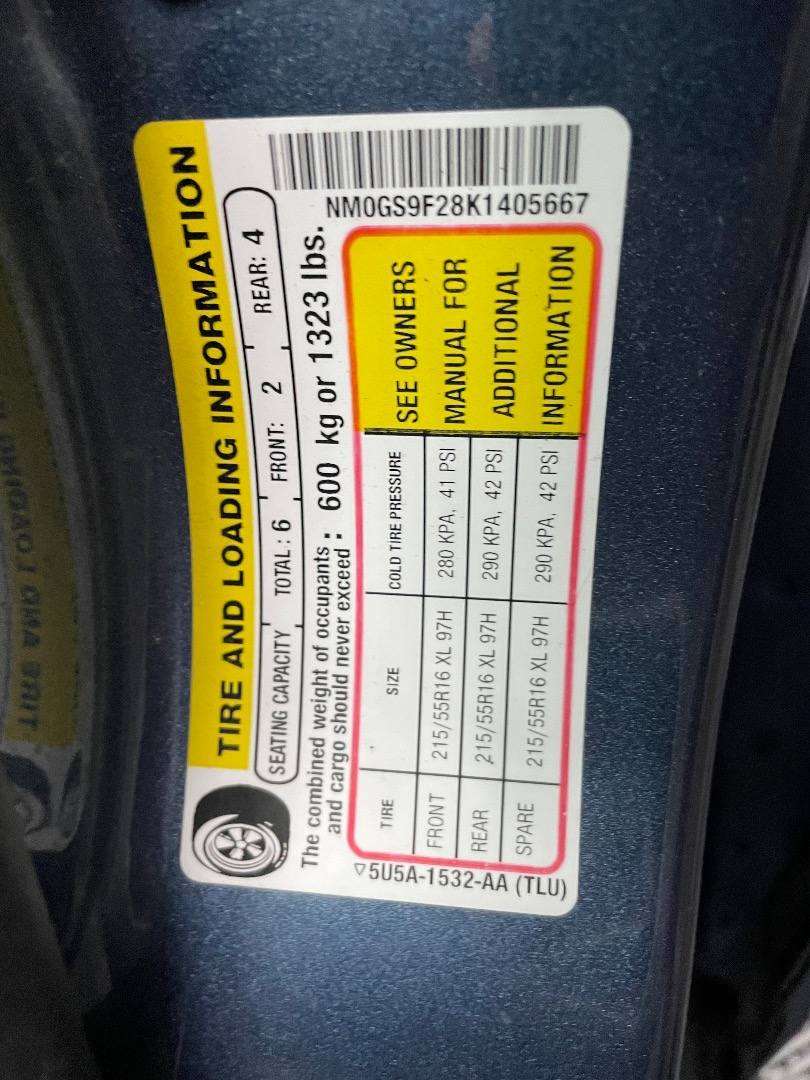 TIRE AND LOADING INFORMATION
SEATING CAPACITY TOTAL: 6 FRONT: 2 REAR: 4
The combined weight of occupants
and cargo should never exceed : 600 kg or 1323 lbs.
TIRE SIZE COLD TIRE PRESSURE
FRONT 215/55R16 XL 97H 280 KPA, 41 PSI
REAR 215/55R16 XL 97H 290 KPA, 42 PSI
SPARE 215/55R16 XL 97H 290 KPA, 42 PSI
SEE OWNERS
MANUAL FOR
ADDITIONAL
INFORMATION
5U5A-1532-AA (TLU)
NM0GS9F28K1405667